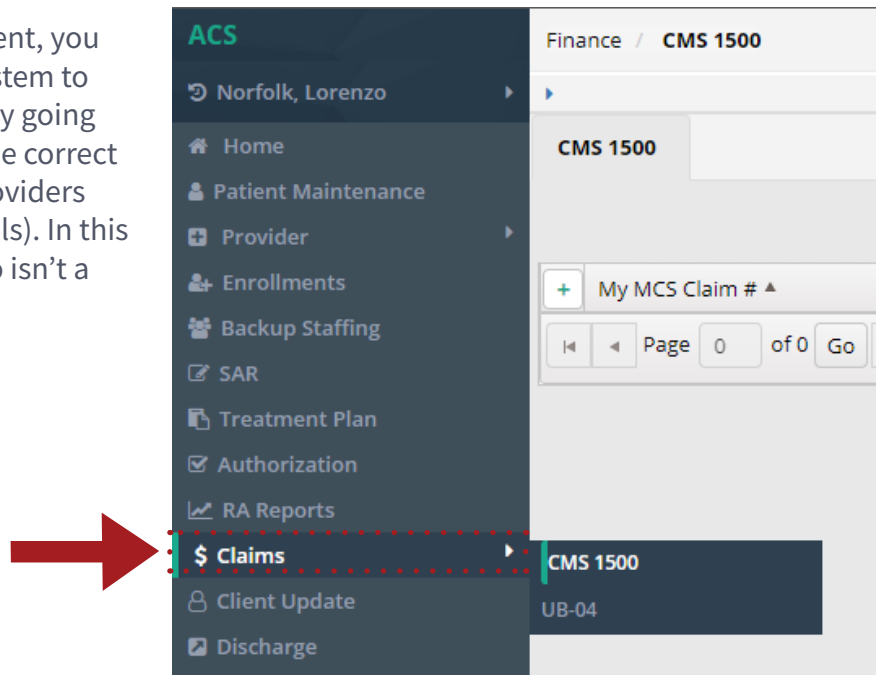 ent, you
stem to
y going
e correct
oviders
ls). In this
o isn't a
ACS
Norfolk, Lorenzo
Home
Patient Maintenance
Provider
Enrollments
Backup Staffing
SAR
Treatment Plan
Authorization
RA Reports
$ Claims
Client Update
Discharge
Finance / CMS 1500
CMS 1500
+ My MCS Claim #
Page 0 of 0 Go
CMS 1500
UB-04